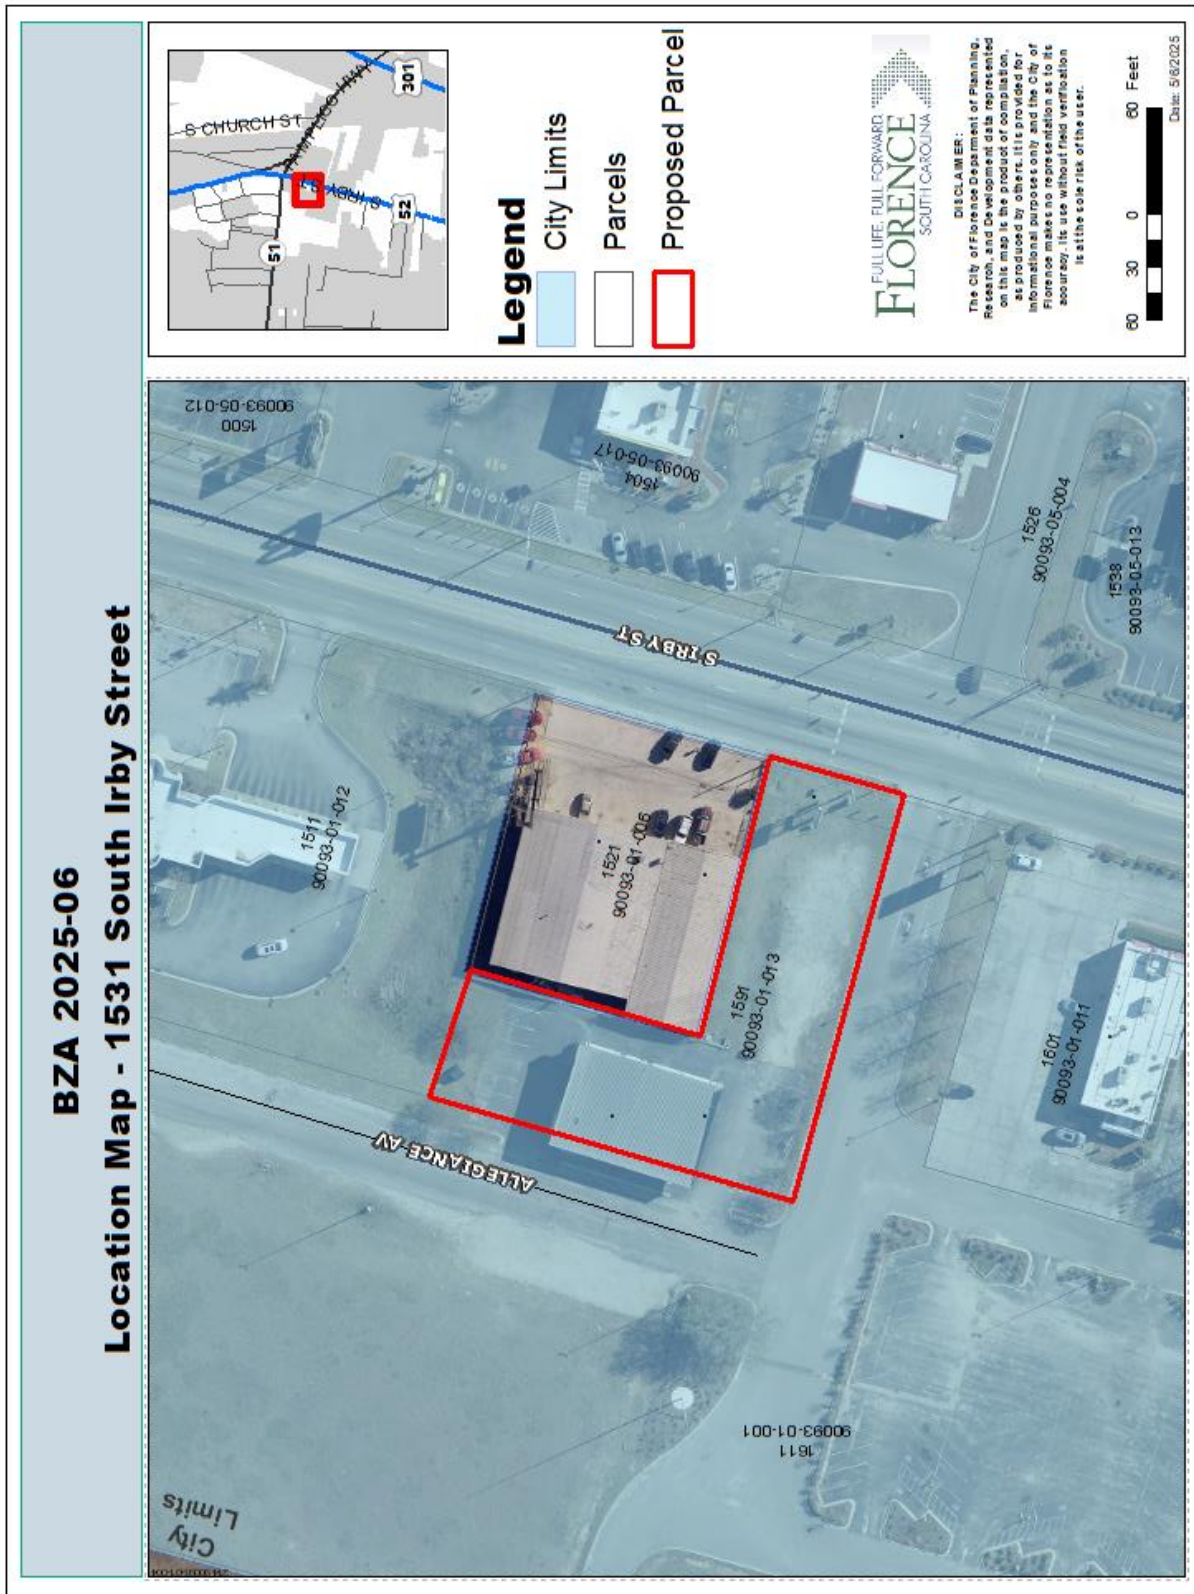 BZA 2025-06
Location Map - 1531 South Irby Street
City
Limits
ALLEGIANCE AV
S IRBY ST
1511
90093-01-012
1521
90093-01-006
1591
90093-01-013
1601
90093-01-011
1611
90093-01-001
1500
90093-05-012
1504
90093-05-017
1526
90093-05-004
1538
90093-05-013
S CHURCH ST
PAMPLICO HWY
S IRBY ST
301
51
52
Legend
City Limits
Parcels
Proposed Parcel
FULL LIFE. FULL FORWARD.
FLORENCE
SOUTH CAROLINA
DISCLAIMER:
The City of Florence Department of Planning,
Research, and Development data represented
on this map is the product of compilation,
as produced by others. It is provided for
informational purposes only and the City of
Florence makes no representation as to its
accuracy. Its use without field verification
is at the sole risk of the user.
60 30 0 60 Feet
Date: 5/6/2025